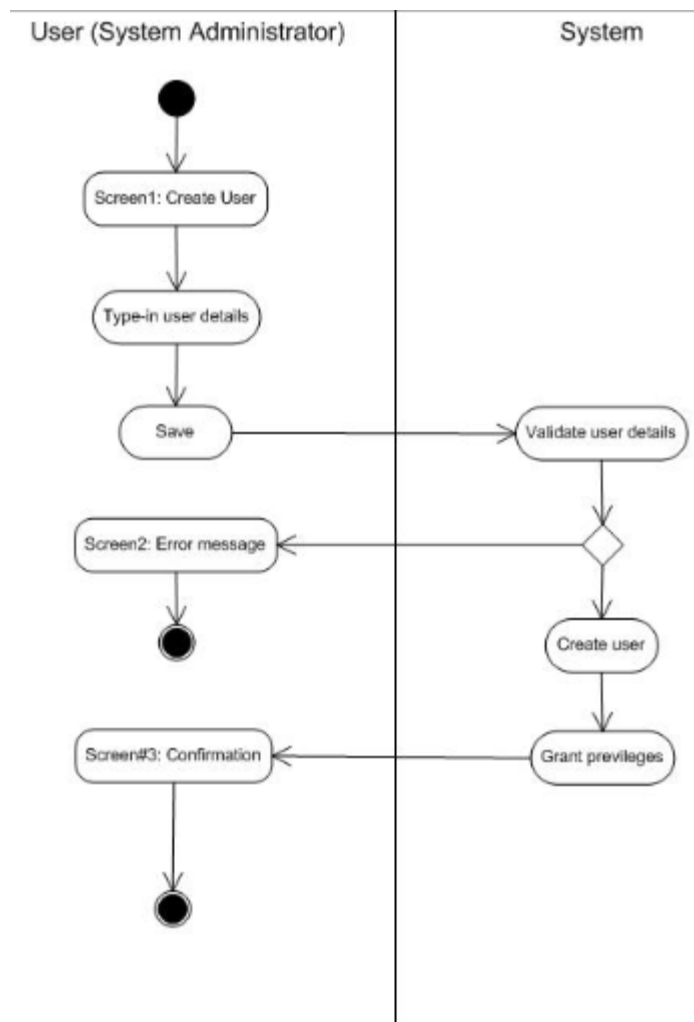 User (System Administrator)
System
Screen1: Create User
Type-in user details
Save
Validate user details
Screen2: Error message
Create user
Screen#3: Confirmation
Grant previleges